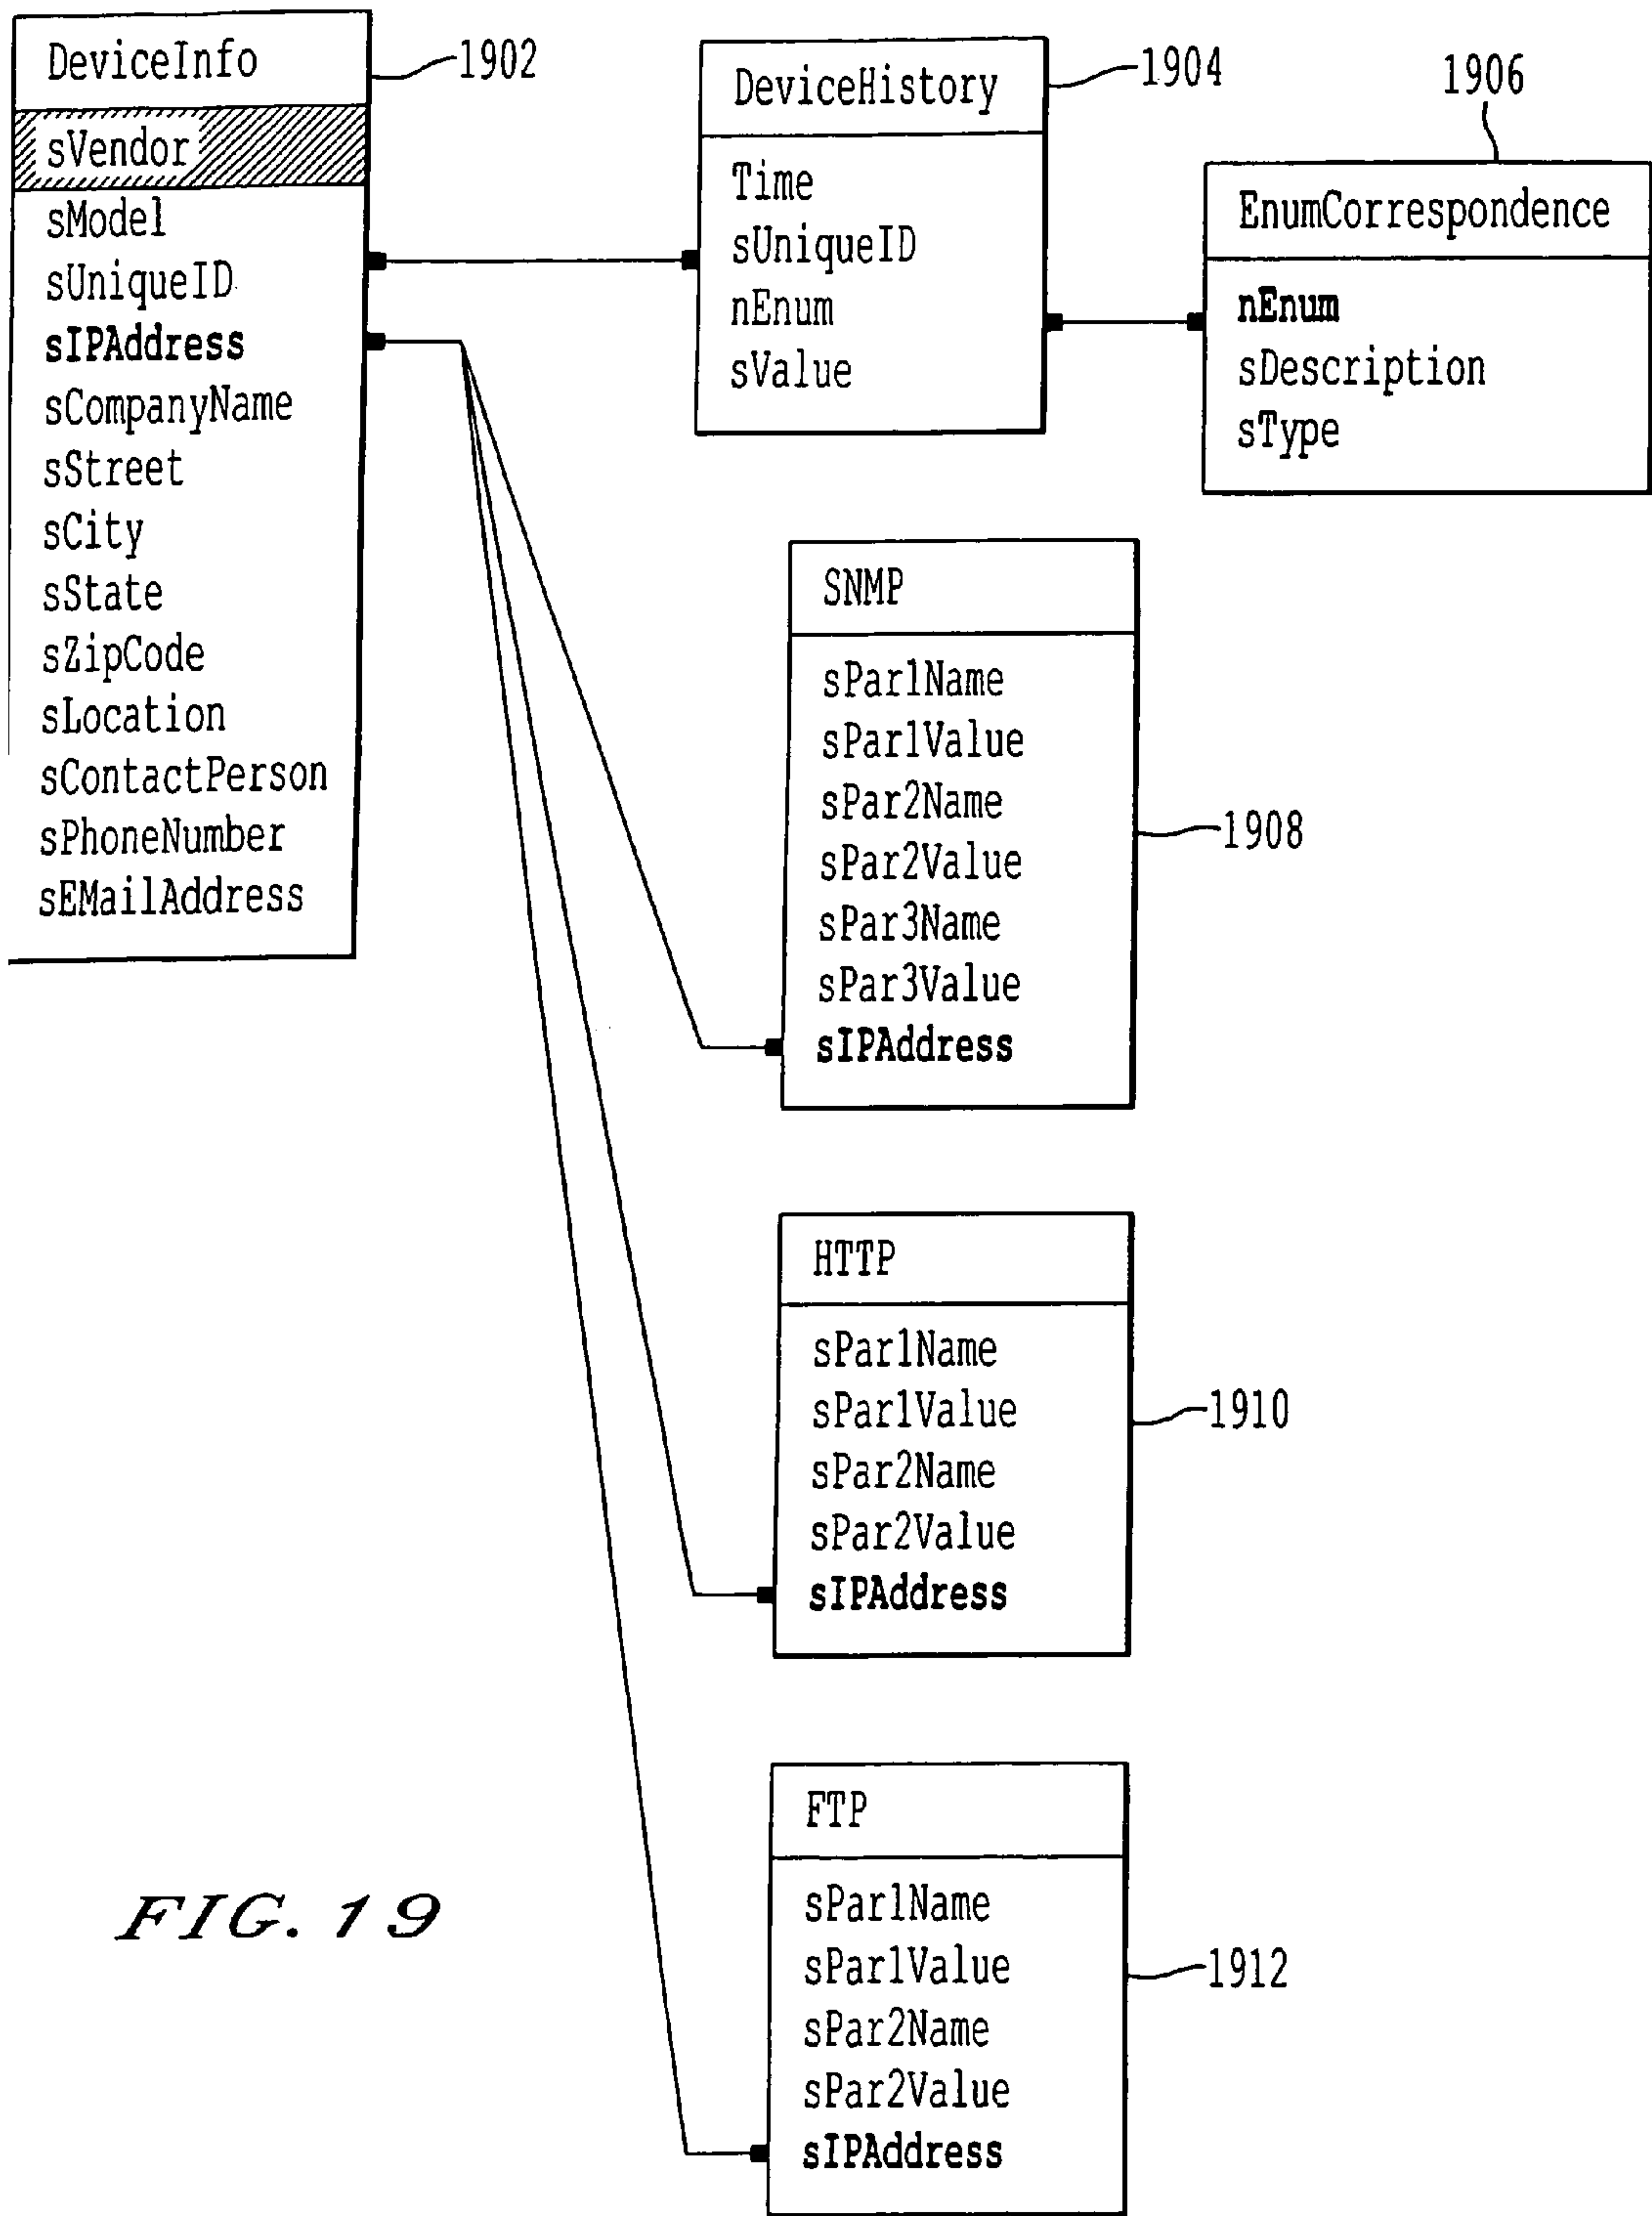 DeviceInfo
sVendor
sModel
sUniqueID
sIPAddress
sCompanyName
sStreet
sCity
sState
sZipCode
sLocation
sContactPerson
sPhoneNumber
sEMailAddress
1902
DeviceHistory
Time
sUniqueID
nEnum
sValue
1904
1906
EnumCorrespondence
nEnum
sDescription
sType
SNMP
sPar1Name
sPar1Value
sPar2Name
sPar2Value
sPar3Name
sPar3Value
sIPAddress
1908
HTTP
sPar1Name
sPar1Value
sPar2Name
sPar2Value
sIPAddress
1910
FTP
sPar1Name
sPar1Value
sPar2Name
sPar2Value
sIPAddress
1912
FIG. 19